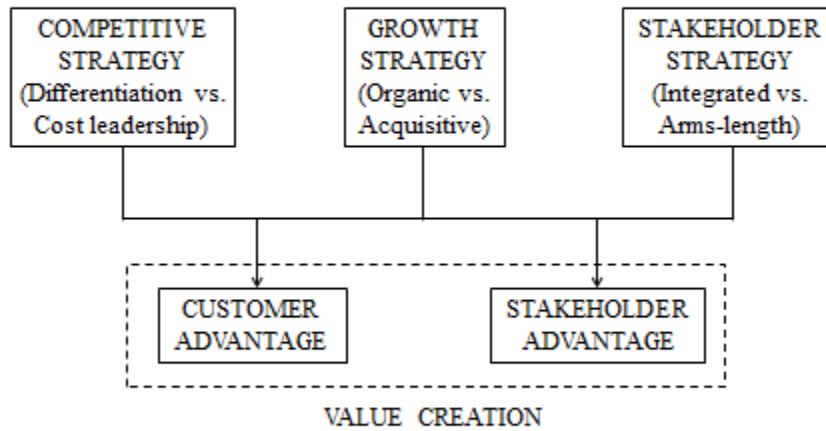 COMPETITIVE
STRATEGY
(Differentiation vs.
Cost leadership)
GROWTH
STRATEGY
(Organic vs.
Acquisitive)
STAKEHOLDER
STRATEGY
(Integrated vs.
Arms-length)
CUSTOMER
ADVANTAGE
STAKEHOLDER
ADVANTAGE
VALUE CREATION